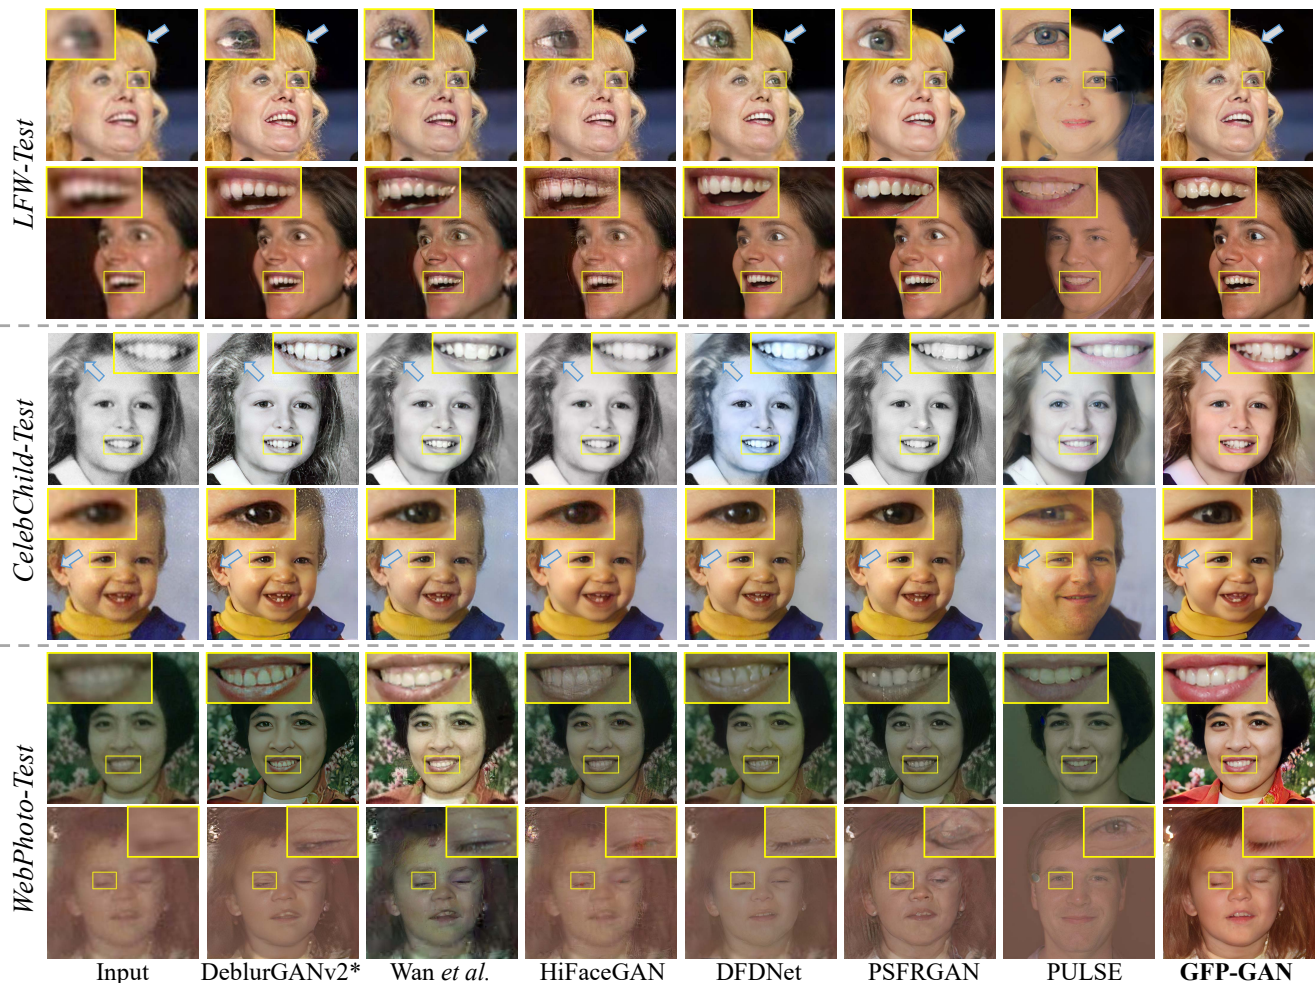 LFW-Test
CelebChild-Test
WebPhoto-Test
Input DeblurGANv2* Wan et al. HiFaceGAN DFDNet PSFRGAN PULSE GFP-GAN